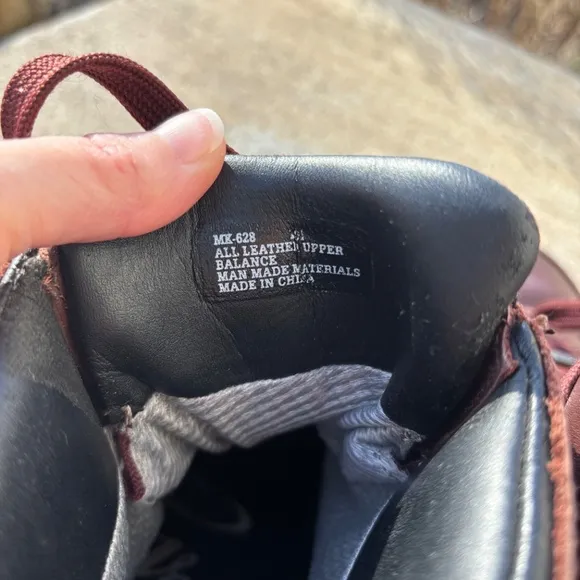 MK-628
ALL LEATHER UPPER
BALANCE
MAN MADE MATERIALS
MADE IN CHINA